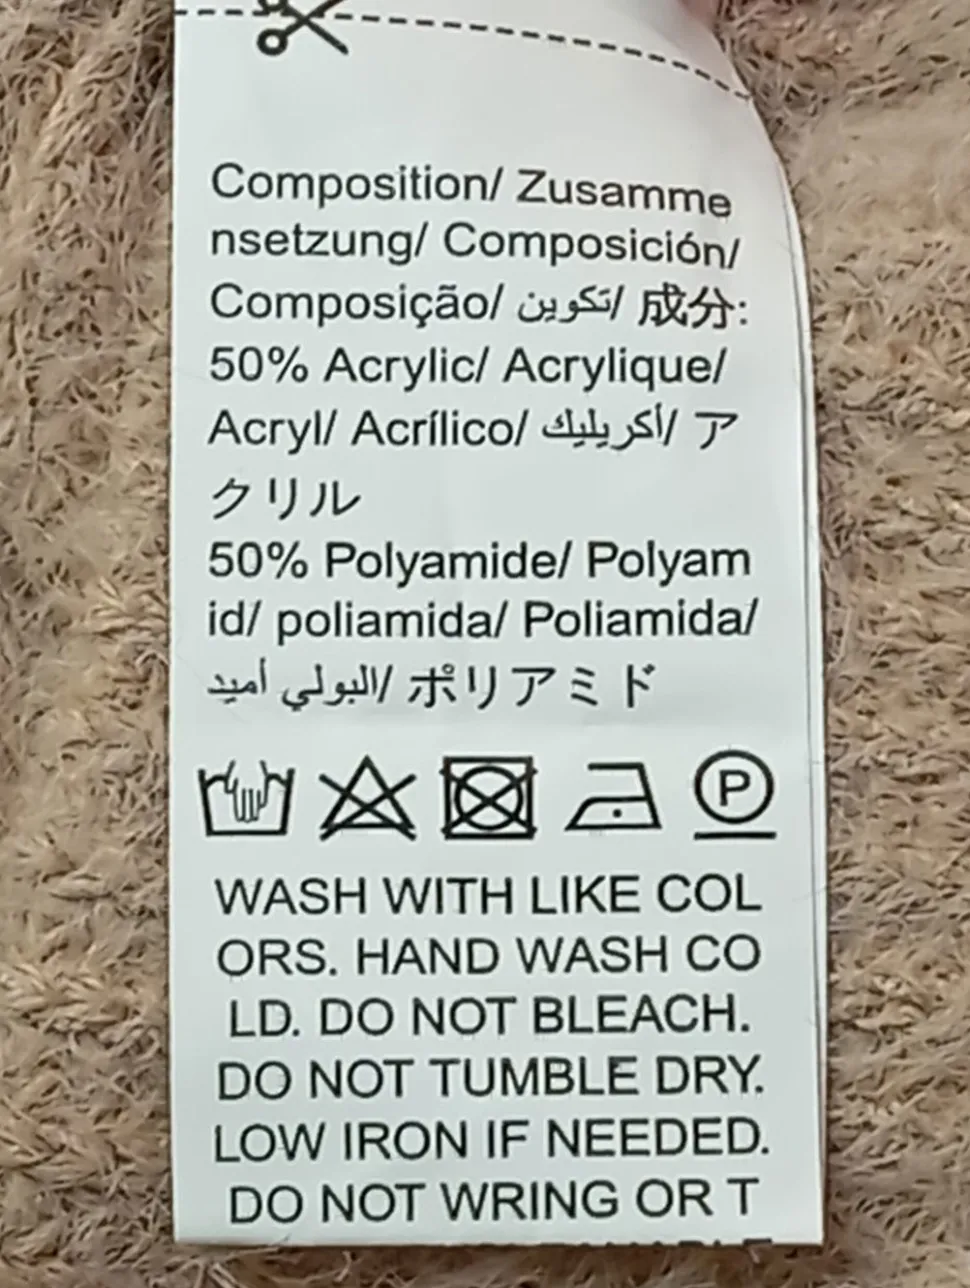 Composition/ Zusamme
nsetzung/ Composición/
Composição/ تكوين/ 成分:
50% Acrylic/ Acrylique/
Acryl/ Acrílico/ أكريليك/ ア
クリル
50% Polyamide/ Polyam
id/ poliamida/ Poliamida/
البولي أميد/ ポリアミド
P
WASH WITH LIKE COL
ORS. HAND WASH CO
LD. DO NOT BLEACH.
DO NOT TUMBLE DRY.
LOW IRON IF NEEDED.
DO NOT WRING OR T